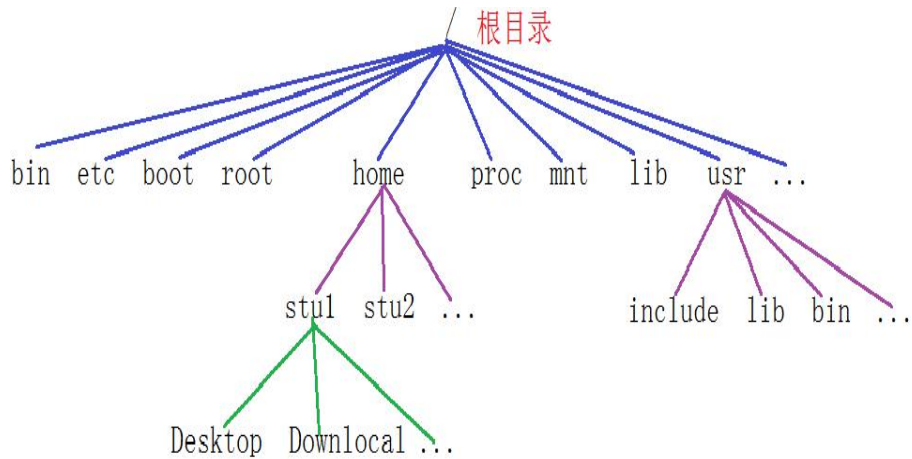 根目录
bin etc boot root home proc mnt lib usr ...
stu1 stu2 ... include lib bin ...
Desktop Downlocal ...